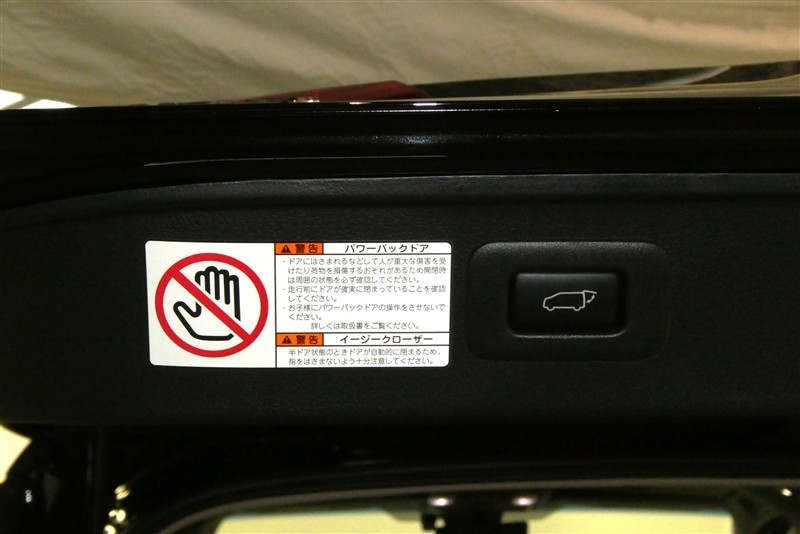 警告 パワーバックドア
・ドアにはさまれるなどして人が重大な傷害を受
けたり荷物を損傷するおそれがあるため開閉時
は周囲の状態を必ず確認してください。
・走行前にドアが確実に閉まっていることを確認
してください。
・お子様にパワーバックドアの操作をさせないで
ください。
詳しくは取扱書をご覧ください。
警告 イージークローザー
半ドア状態のときドアが自動的に閉まるため、
指をはさまないよう十分注意してください。